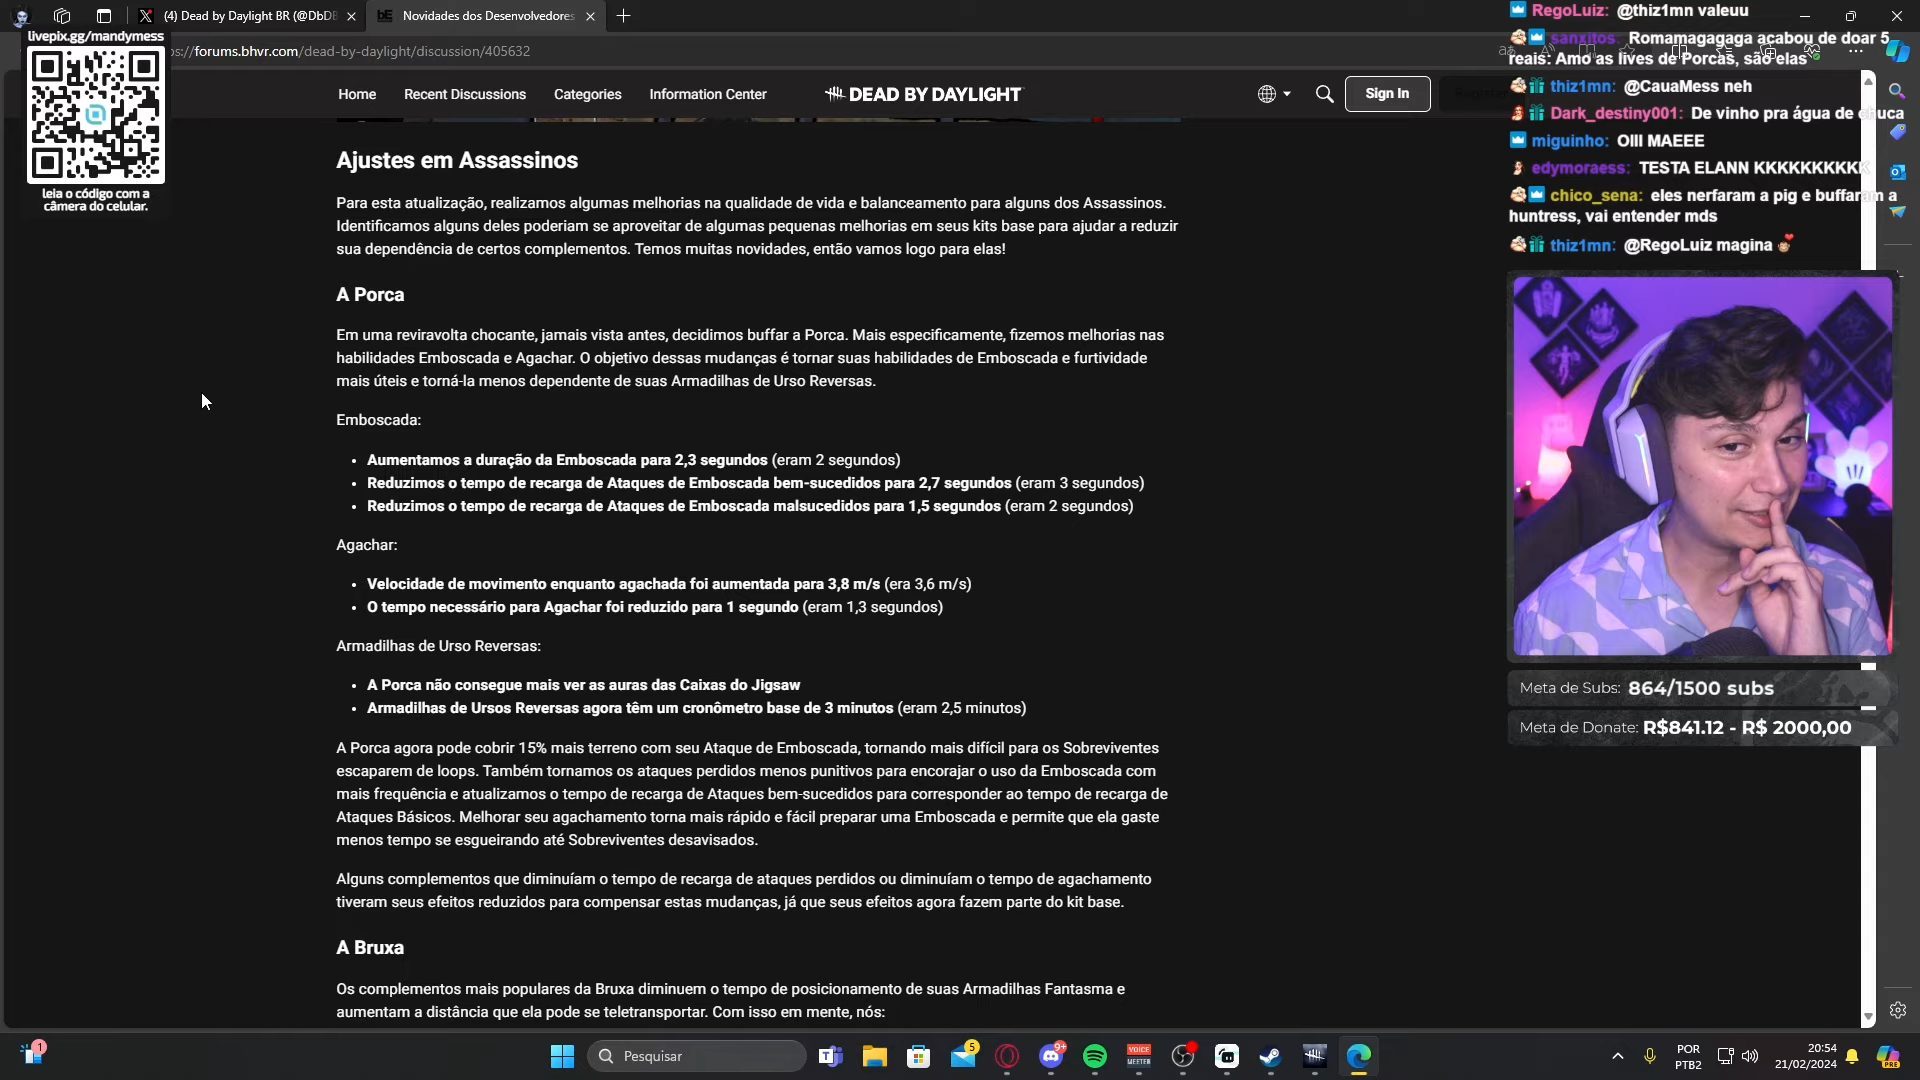 (4) Dead by Daylight BR (@DbDB
Novidades dos Desenvolvedores
livepix.gg/mandymess
leia o código com a
câmera do celular.
s://forums.bhvr.com/dead-by-daylight/discussion/405632
Home
Recent Discussions
Categories
Information Center
DEAD BY DAYLIGHT
Sign In
Ajustes em Assassinos
Para esta atualização, realizamos algumas melhorias na qualidade de vida e balanceamento para alguns dos Assassinos.
Identificamos alguns deles poderiam se aproveitar de algumas pequenas melhorias em seus kits base para ajudar a reduzir
sua dependência de certos complementos. Temos muitas novidades, então vamos logo para elas!
A Porca
Em uma reviravolta chocante, jamais vista antes, decidimos buffar a Porca. Mais especificamente, fizemos melhorias nas
habilidades Emboscada e Agachar. O objetivo dessas mudanças é tornar suas habilidades de Emboscada e furtividade
mais úteis e torná-la menos dependente de suas Armadilhas de Urso Reversas.
Emboscada:
• Aumentamos a duração da Emboscada para 2,3 segundos (eram 2 segundos)
• Reduzimos o tempo de recarga de Ataques de Emboscada bem-sucedidos para 2,7 segundos (eram 3 segundos)
• Reduzimos o tempo de recarga de Ataques de Emboscada malsucedidos para 1,5 segundos (eram 2 segundos)
Agachar:
• Velocidade de movimento enquanto agachada foi aumentada para 3,8 m/s (era 3,6 m/s)
• O tempo necessário para Agachar foi reduzido para 1 segundo (eram 1,3 segundos)
Armadilhas de Urso Reversas:
• A Porca não consegue mais ver as auras das Caixas do Jigsaw
• Armadilhas de Ursos Reversas agora têm um cronômetro base de 3 minutos (eram 2,5 minutos)
A Porca agora pode cobrir 15% mais terreno com seu Ataque de Emboscada, tornando mais difícil para os Sobreviventes
escaparem de loops. Também tornamos os ataques perdidos menos punitivos para encorajar o uso da Emboscada com
mais frequência e atualizamos o tempo de recarga de Ataques bem-sucedidos para corresponder ao tempo de recarga de
Ataques Básicos. Melhorar seu agachamento torna mais rápido e fácil preparar uma Emboscada e permite que ela gaste
menos tempo se esgueirando até Sobreviventes desavisados.
Alguns complementos que diminuíam o tempo de recarga de ataques perdidos ou diminuíam o tempo de agachamento
tiveram seus efeitos reduzidos para compensar estas mudanças, já que seus efeitos agora fazem parte do kit base.
A Bruxa
Os complementos mais populares da Bruxa diminuem o tempo de posicionamento de suas Armadilhas Fantasma e
aumentam a distância que ela pode se teletransportar. Com isso em mente, nós:
RegoLuiz: @thiz1mn valeuu
sanxitos: Romamagagaga acabou de doar 5
reais: Amo as lives de Porcas, são elas
thiz1mn: @CauaMess neh
Dark_destiny001: De vinho pra água de chuca
miguinho: OIII MAEEE
edymoraess: TESTA ELANN KKKKKKKKKK
chico_sena: eles nerfaram a pig e buffaram a
huntress, vai entender mds
thiz1mn: @RegoLuiz magina
Meta de Subs: 864/1500 subs
Meta de Donate: R$841.12 - R$ 2000,00
1
Pesquisar
5
9+
VOICE
MEETER
POR
PTB2
20:54
21/02/2024
PRE